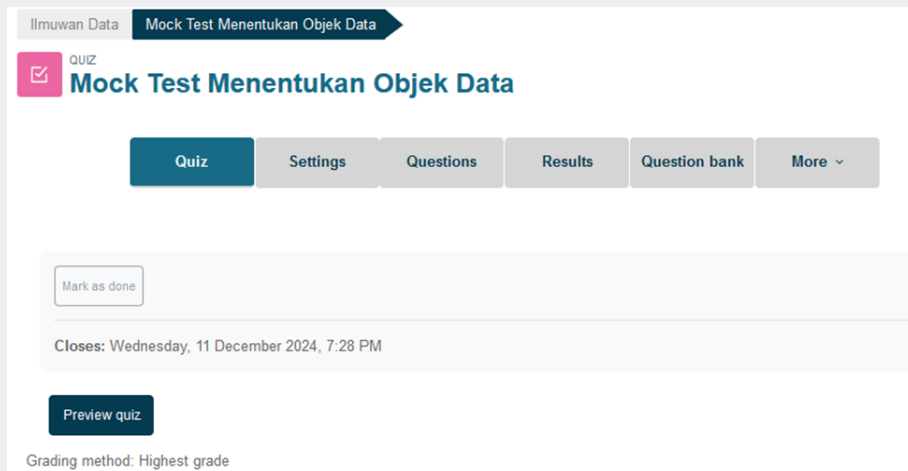 Ilmuwan Data Mock Test Menentukan Objek Data
QUIZ
Mock Test Menentukan Objek Data
Quiz Settings Questions Results Question bank More
Mark as done
Closes: Wednesday, 11 December 2024, 7:28 PM
Preview quiz
Grading method: Highest grade